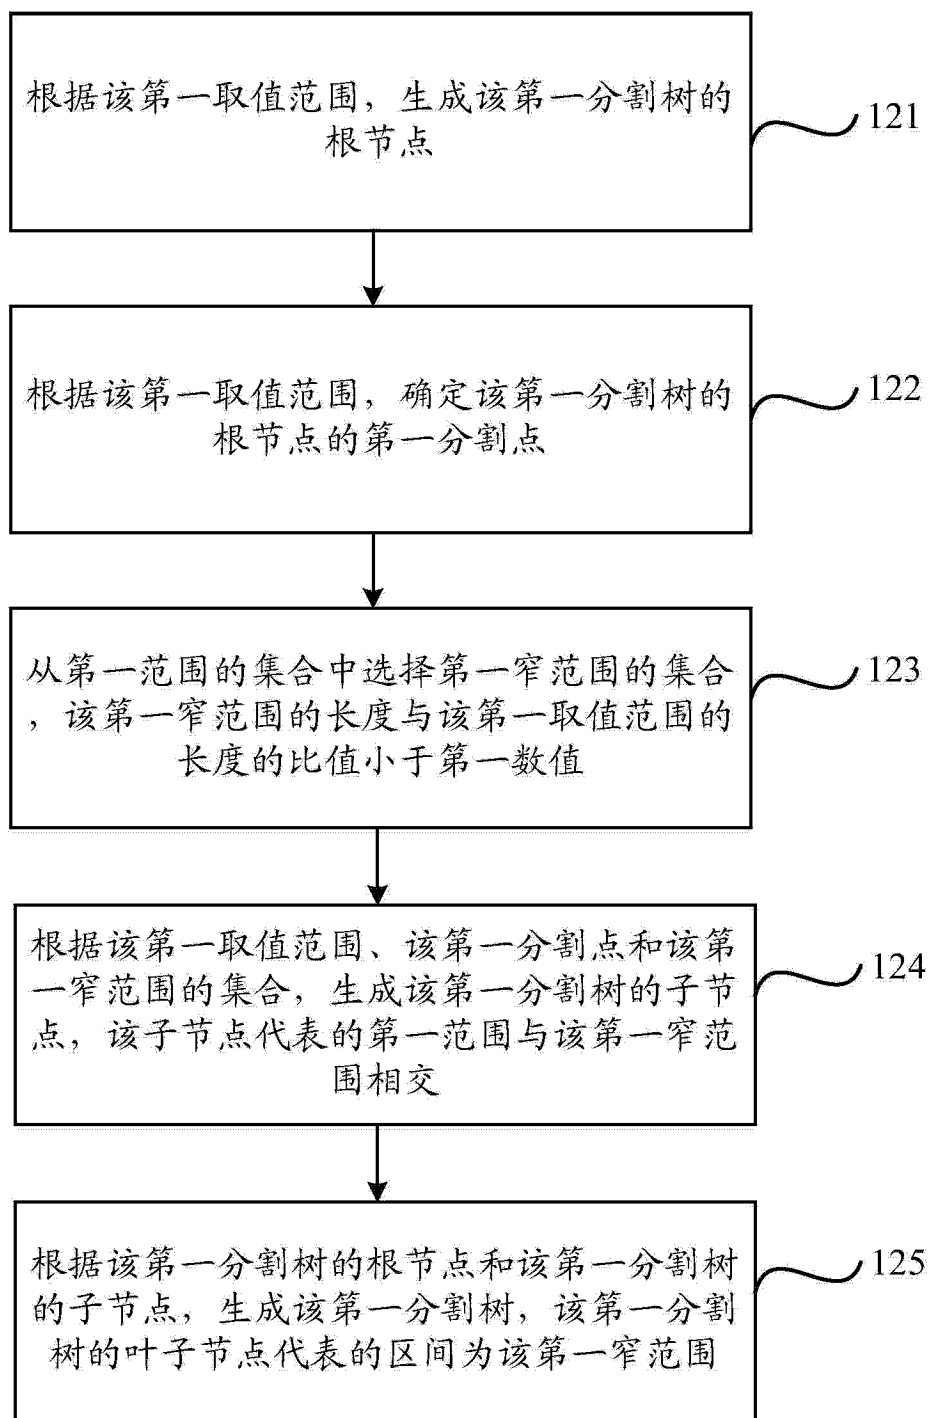 根据该第一取值范围，生成该第一分割树的
根节点
121
根据该第一取值范围，确定该第一分割树的
根节点的第一分割点
122
从第一范围的集合中选择第一窄范围的集合
，该第一窄范围的长度与该第一取值范围的
长度的比值小于第一数值
123
根据该第一取值范围、该第一分割点和该第
一窄范围的集合，生成该第一分割树的子节
点，该子节点代表的第一范围与该第一窄范
围相交
124
根据该第一分割树的根节点和该第一分割树
的子节点，生成该第一分割树，该第一分割
树的叶子节点代表的区间为该第一窄范围
125